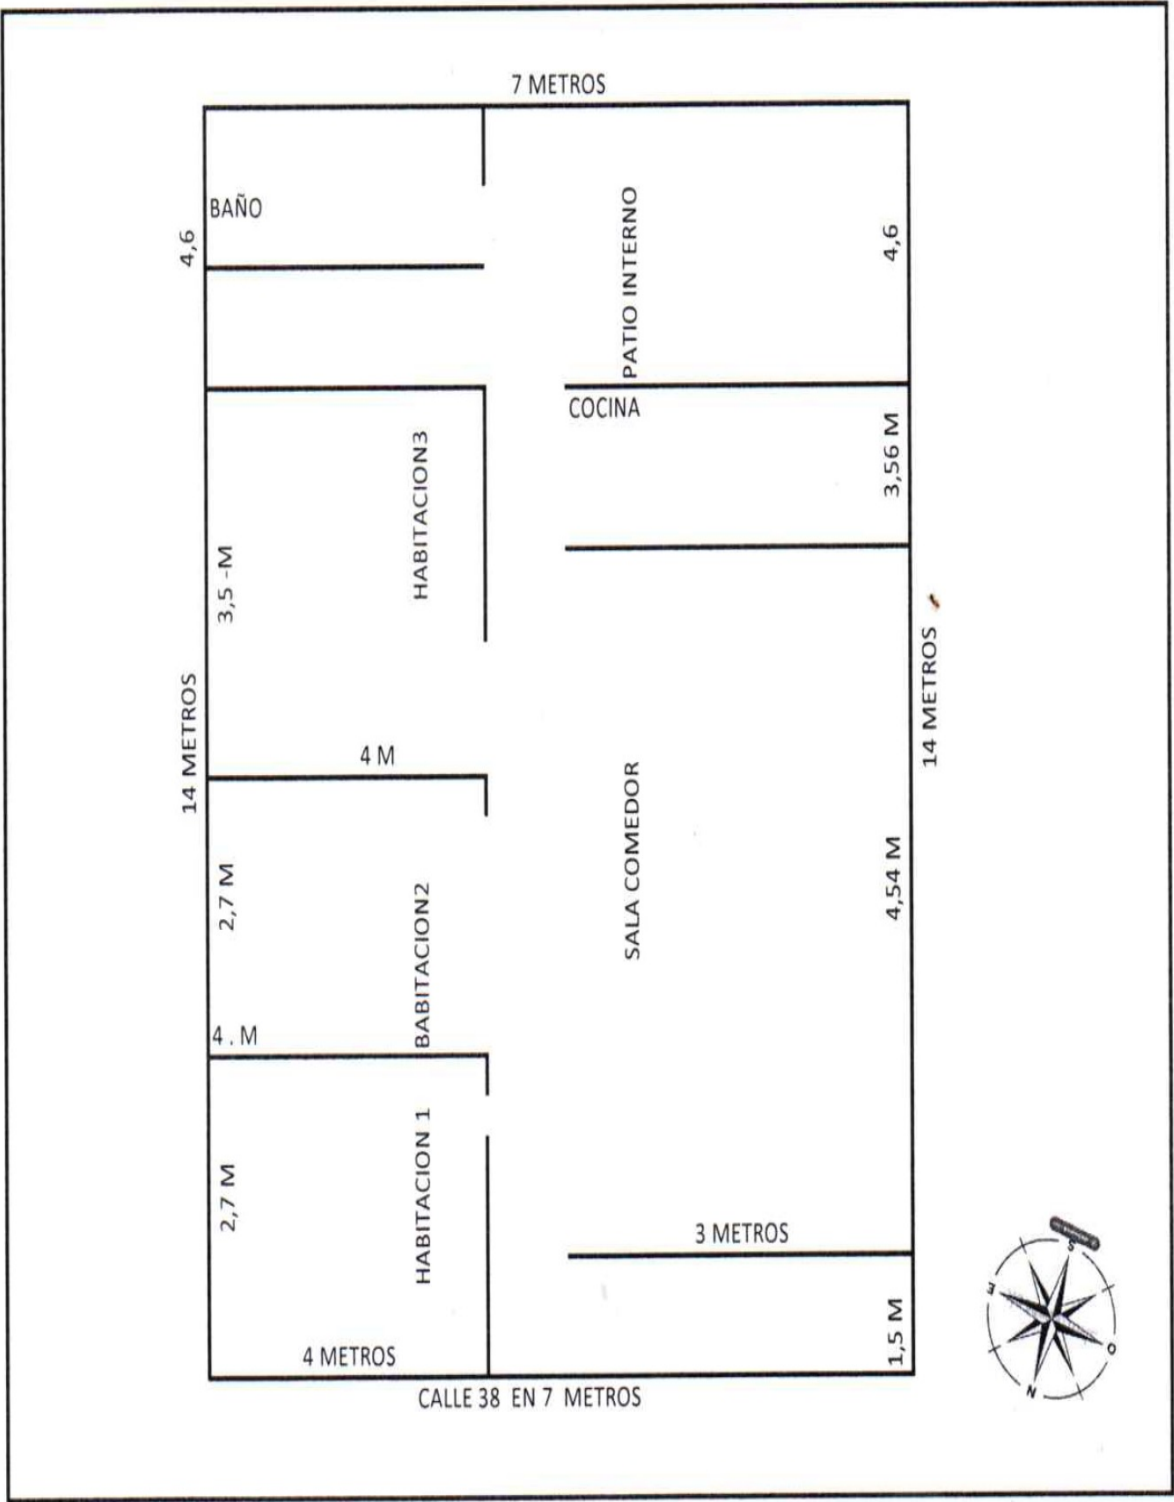 7 METROS
BAÑO
4,6
PATIO INTERNO
4,6
COCINA
3,56 M
HABITACION3
3,5 -M
14 METROS
14 METROS
4 M
SALA COMEDOR
2,7 M
BABITACION2
4,54 M
4 . M
HABITACION 1
2,7 M
3 METROS
1,5 M
4 METROS
CALLE 38 EN 7 METROS
S
E
O
N